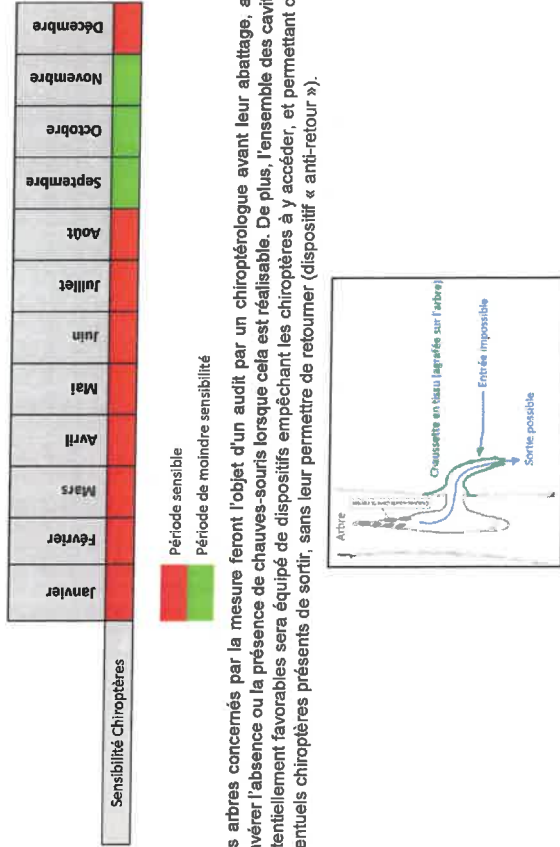 Janvier Février Mars Avril Mai Juin Juillet Août Septembre Octobre Novembre Décembre
Sensibilité Chiroptères
Période sensible
Période de moindre sensibilité
s arbres concernés par la mesure feront l'objet d'un audit par un chiroptérologue avant leur abattage, a
vérer l'absence ou la présence de chauves-souris lorsque cela est réalisable. De plus, l'ensemble des cavit
tentiellement favorables sera équipé de dispositifs empêchant les chiroptères à y accéder, et permettant
entuels chiroptères présents de sortir, sans leur permettre de retourner (dispositif « anti-retour »).
Arbre
Chaussette en tissu (agrafée sur l'arbre)
Entrée impossible
Sortie possible